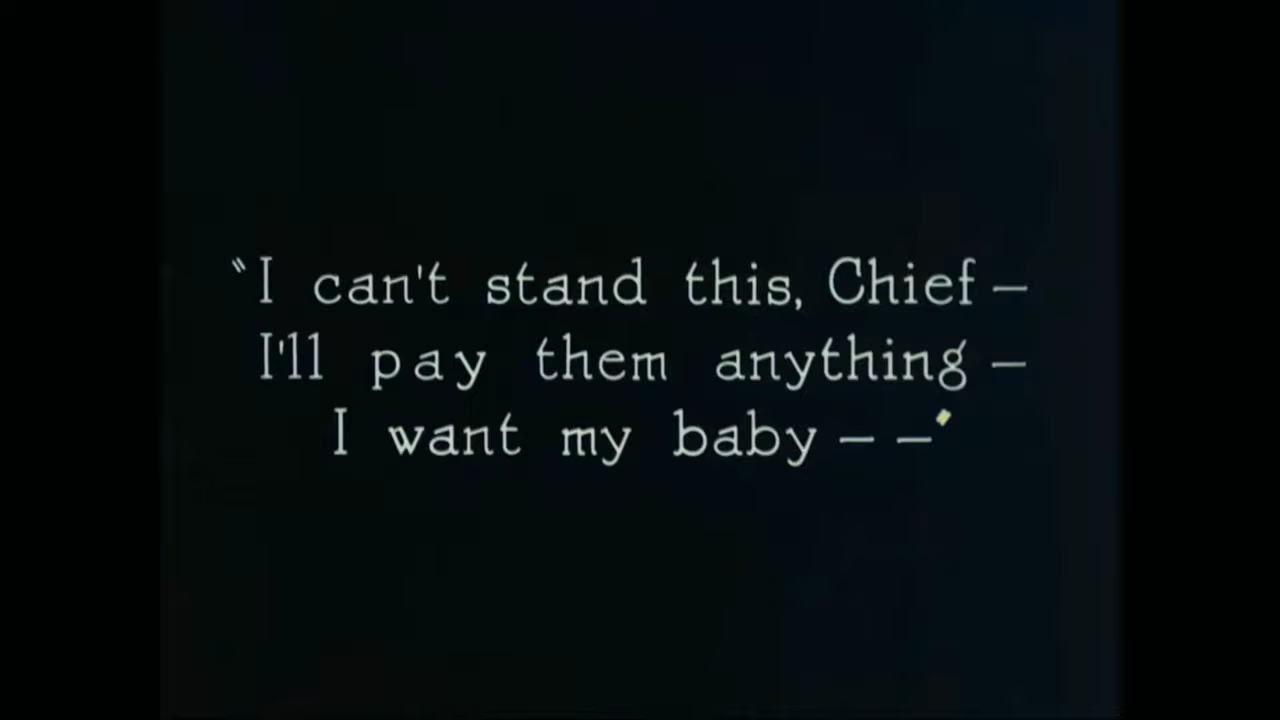 "I can't stand this, Chief —
I'll pay them anything —
I want my baby — —"